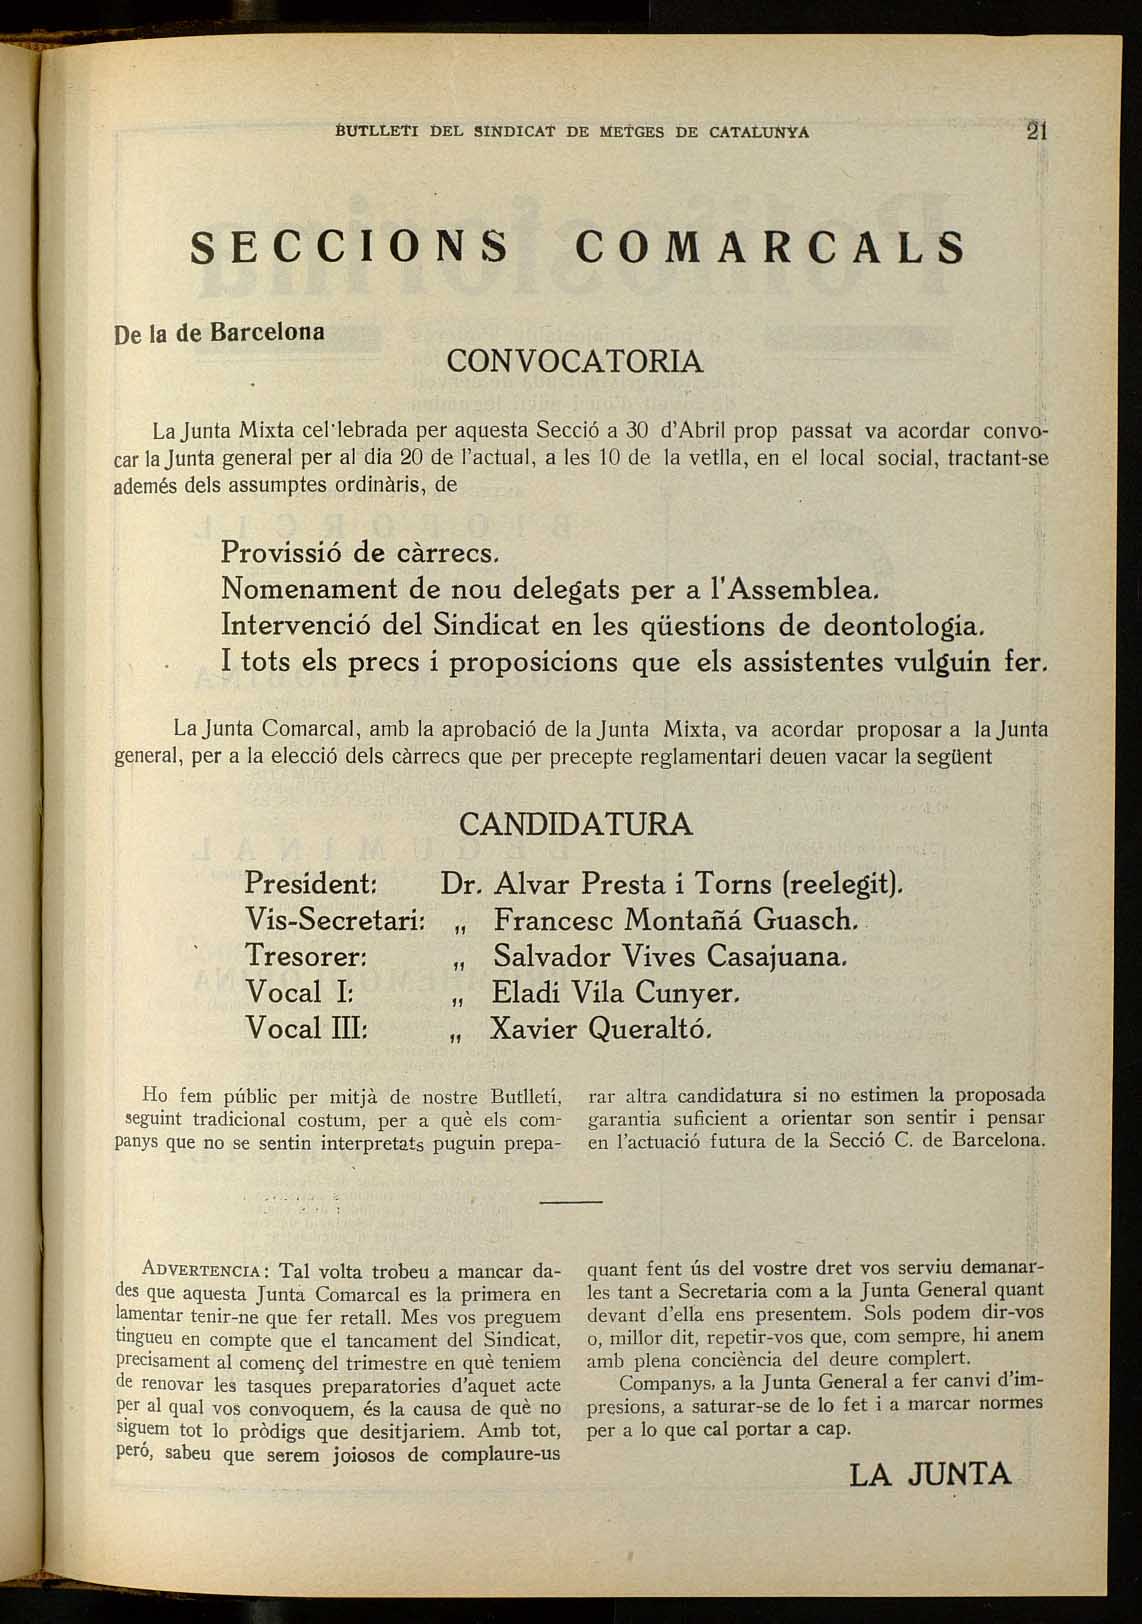 BUTLLETI DEL SINDICAT DE METGES DE CATALUNYA 21
SECCIONS COMARCALS
De la de Barcelona
CONVOCATORIA
La Junta Mixta cel·lebrada per aquesta Secció a 30 d'Abril prop passat va acordar convo-
car la Junta general per al dia 20 de l'actual, a les 10 de la vetlla, en el local social, tractant-se
además dels assumptes ordinàris, de
Provissió de càrrecs.
Nomenament de nou delegats per a l'Assemblea.
Intervenció del Sindicat en les qüestions de deontologia.
I tots els precs i proposicions que els assistentes vulguin fer.
La Junta Comarcal, amb la aprobació de la Junta Mixta, va acordar proposar a la Junta
general, per a la elecció dels càrrecs que per precepte reglamentari deuen vacar la següent
CANDIDATURA
President: Dr. Alvar Presta i Torns (reelegit).
Vis-Secretari: „ Francesc Montañá Guasch.
Tresorer: „ Salvador Vives Casajuana.
Vocal I: „ Eladi Vila Cunyer.
Vocal III: „ Xavier Queraltó.
Ho fem públic per mitjà de nostre Butlletí,
seguint tradicional costum, per a què els com-
panys que no se sentin interpretats puguin prepa-
rar altra candidatura si no estimen la proposada
garantia suficient a orientar son sentir i pensar
en l'actuació futura de la Secció C. de Barcelona.
ADVERTENCIA: Tal volta trobeu a mancar da-
des que aquesta Junta Comarcal es la primera en
lamentar tenir-ne que fer retall. Mes vos preguem
tingueu en compte que el tancament del Sindicat,
precisament al començ del trimestre en què teniem
de renovar les tasques preparatories d'aquet acte
per al qual vos convoquem, és la causa de què no
siguem tot lo pròdigs que desitjariem. Amb tot,
peró, sabeu que serem joiosos de complaure-us
quant fent ús del vostre dret vos serviu demanar-
les tant a Secretaria com a la Junta General quant
devant d'ella ens presentem. Sols podem dir-vos
o, millor dit, repetir-vos que, com sempre, hi anem
amb plena conciència del deure complert.
Companys, a la Junta General a fer canvi d'im-
presions, a saturar-se de lo fet i a marcar normes
per a lo que cal portar a cap.
LA JUNTA